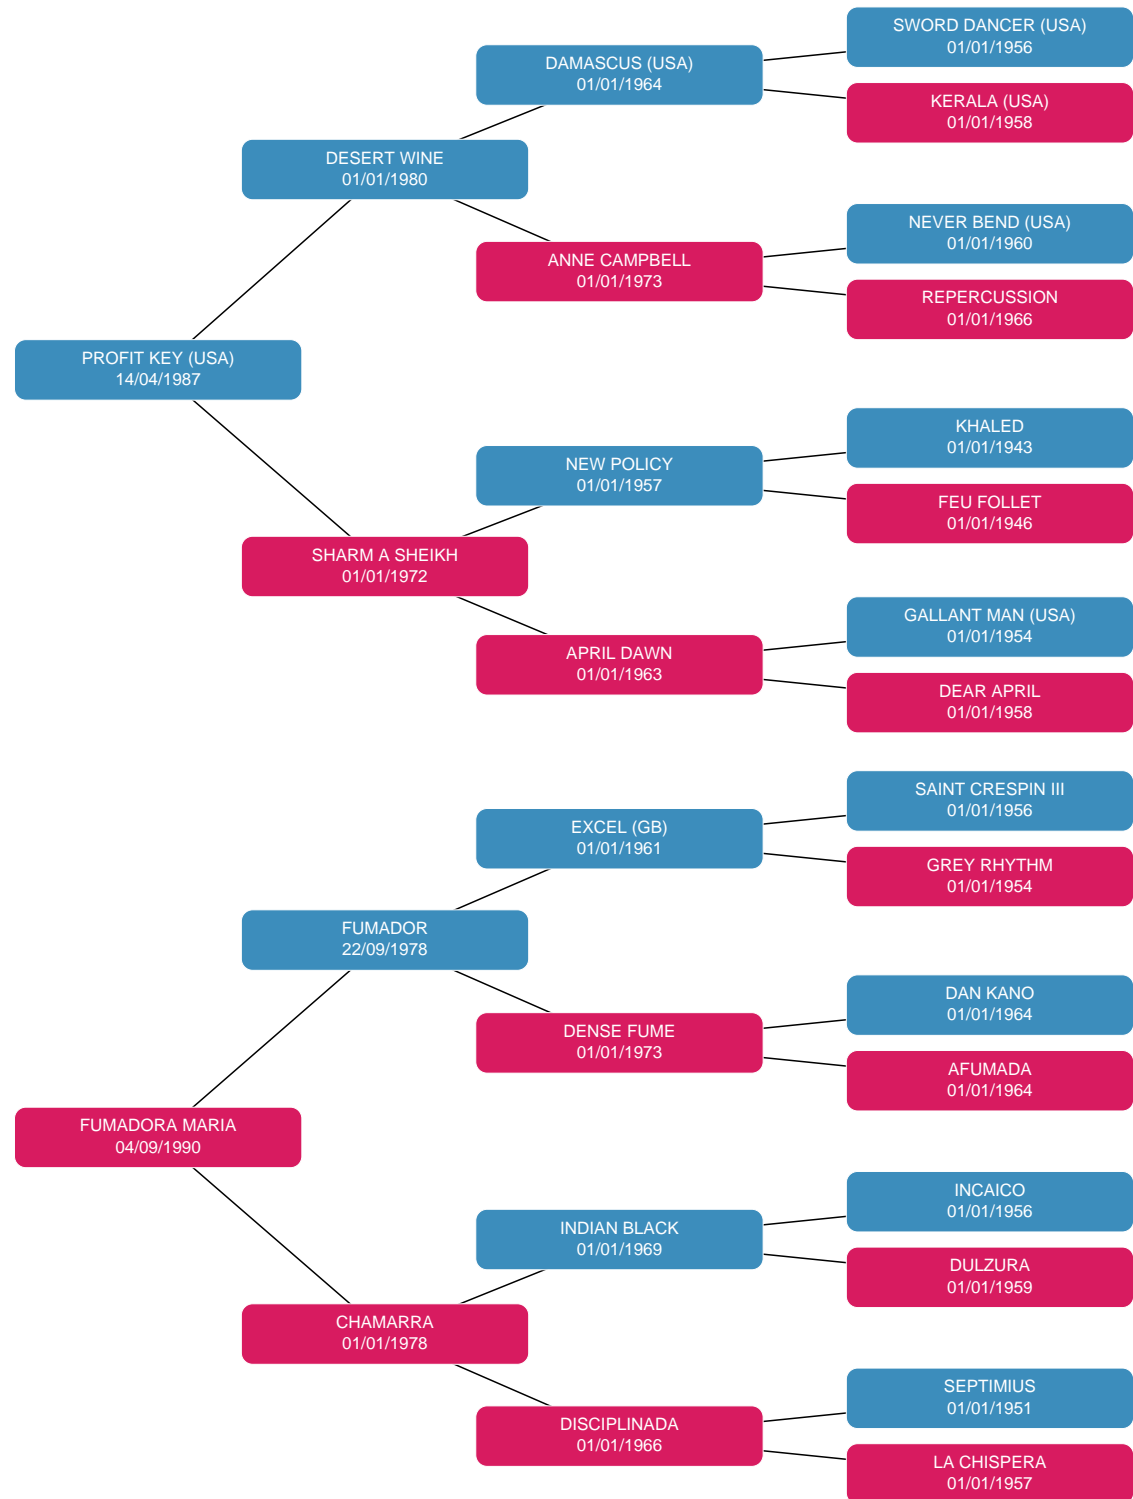 SWORD DANCER (USA)
01/01/1956
DAMASCUS (USA)
01/01/1964
KERALA (USA)
01/01/1958
DESERT WINE
01/01/1980
NEVER BEND (USA)
01/01/1960
ANNE CAMPBELL
01/01/1973
REPERCUSSION
01/01/1966
PROFIT KEY (USA)
14/04/1987
KHALED
01/01/1943
NEW POLICY
01/01/1957
FEU FOLLET
01/01/1946
SHARM A SHEIKH
01/01/1972
GALLANT MAN (USA)
01/01/1954
APRIL DAWN
01/01/1963
DEAR APRIL
01/01/1958
SAINT CRESPIN III
01/01/1956
EXCEL (GB)
01/01/1961
GREY RHYTHM
01/01/1954
FUMADOR
22/09/1978
DAN KANO
01/01/1964
DENSE FUME
01/01/1973
AFUMADA
01/01/1964
FUMADORA MARIA
04/09/1990
INCAICO
01/01/1956
INDIAN BLACK
01/01/1969
DULZURA
01/01/1959
CHAMARRA
01/01/1978
SEPTIMIUS
01/01/1951
DISCIPLINADA
01/01/1966
LA CHISPERA
01/01/1957